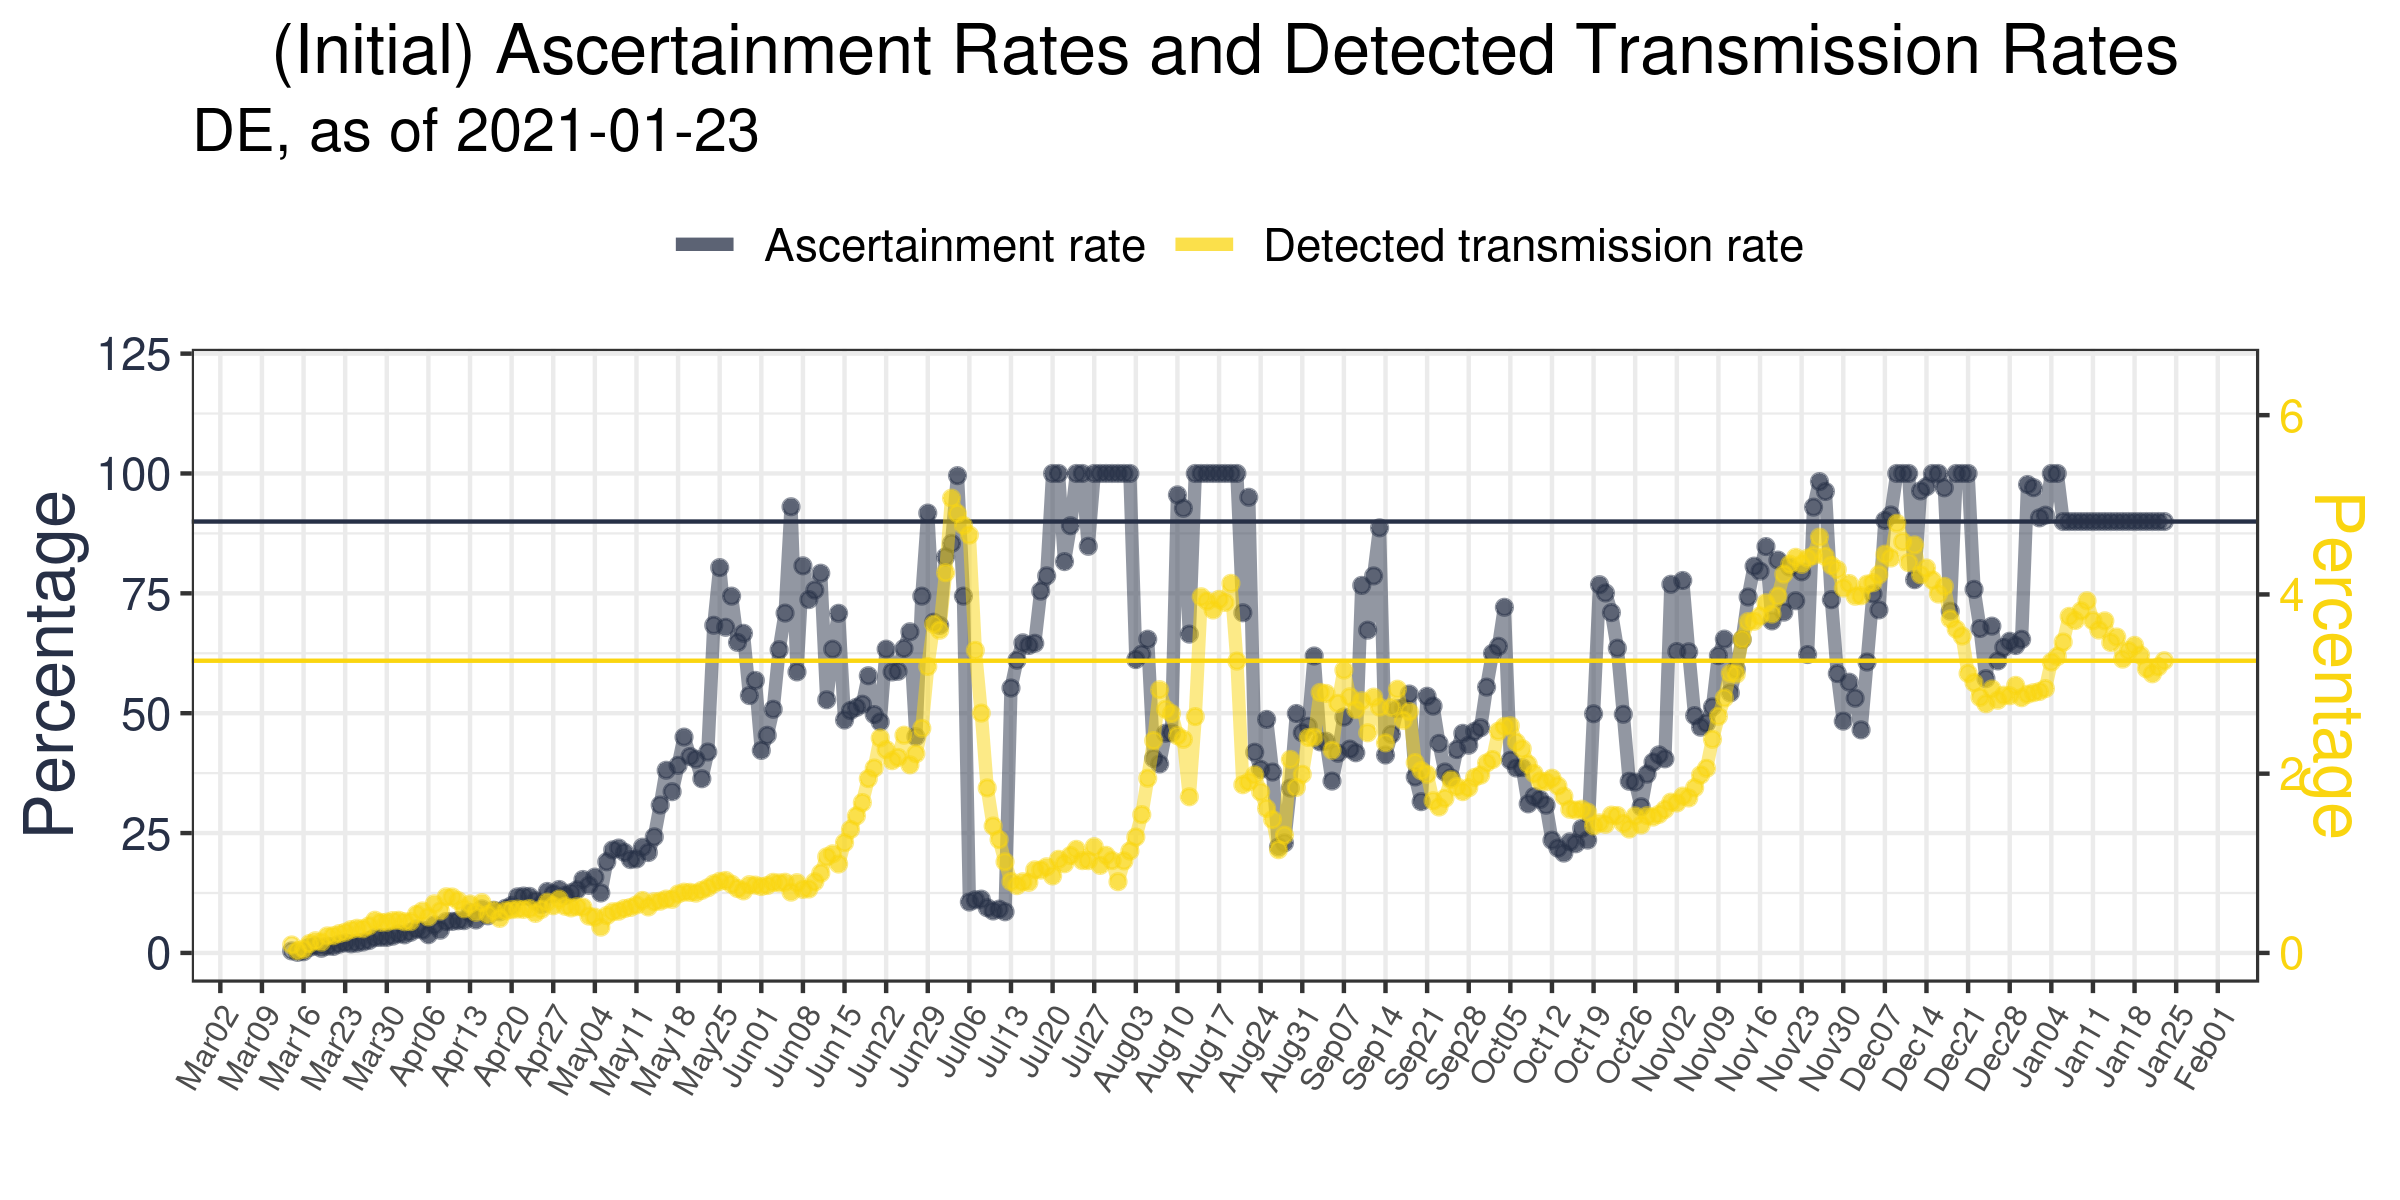 (Initial) Ascertainment Rates and Detected Transmission Rates
DE, as of 2021-01-23
Ascertainment rate
Detected transmission rate
125
100
75
50
25
0
Percentage
6
4
2
0
Percentage
Mar02
Mar09
Mar16
Mar23
Mar30
Apr06
Apr13
Apr20
Apr27
May04
May11
May18
May25
Jun01
Jun08
Jun15
Jun22
Jun29
Jul06
Jul13
Jul20
Jul27
Aug03
Aug10
Aug17
Aug24
Aug31
Sep07
Sep14
Sep21
Sep28
Oct05
Oct12
Oct19
Oct26
Nov02
Nov09
Nov16
Nov23
Nov30
Dec07
Dec14
Dec21
Dec28
Jan04
Jan11
Jan18
Jan25
Feb01